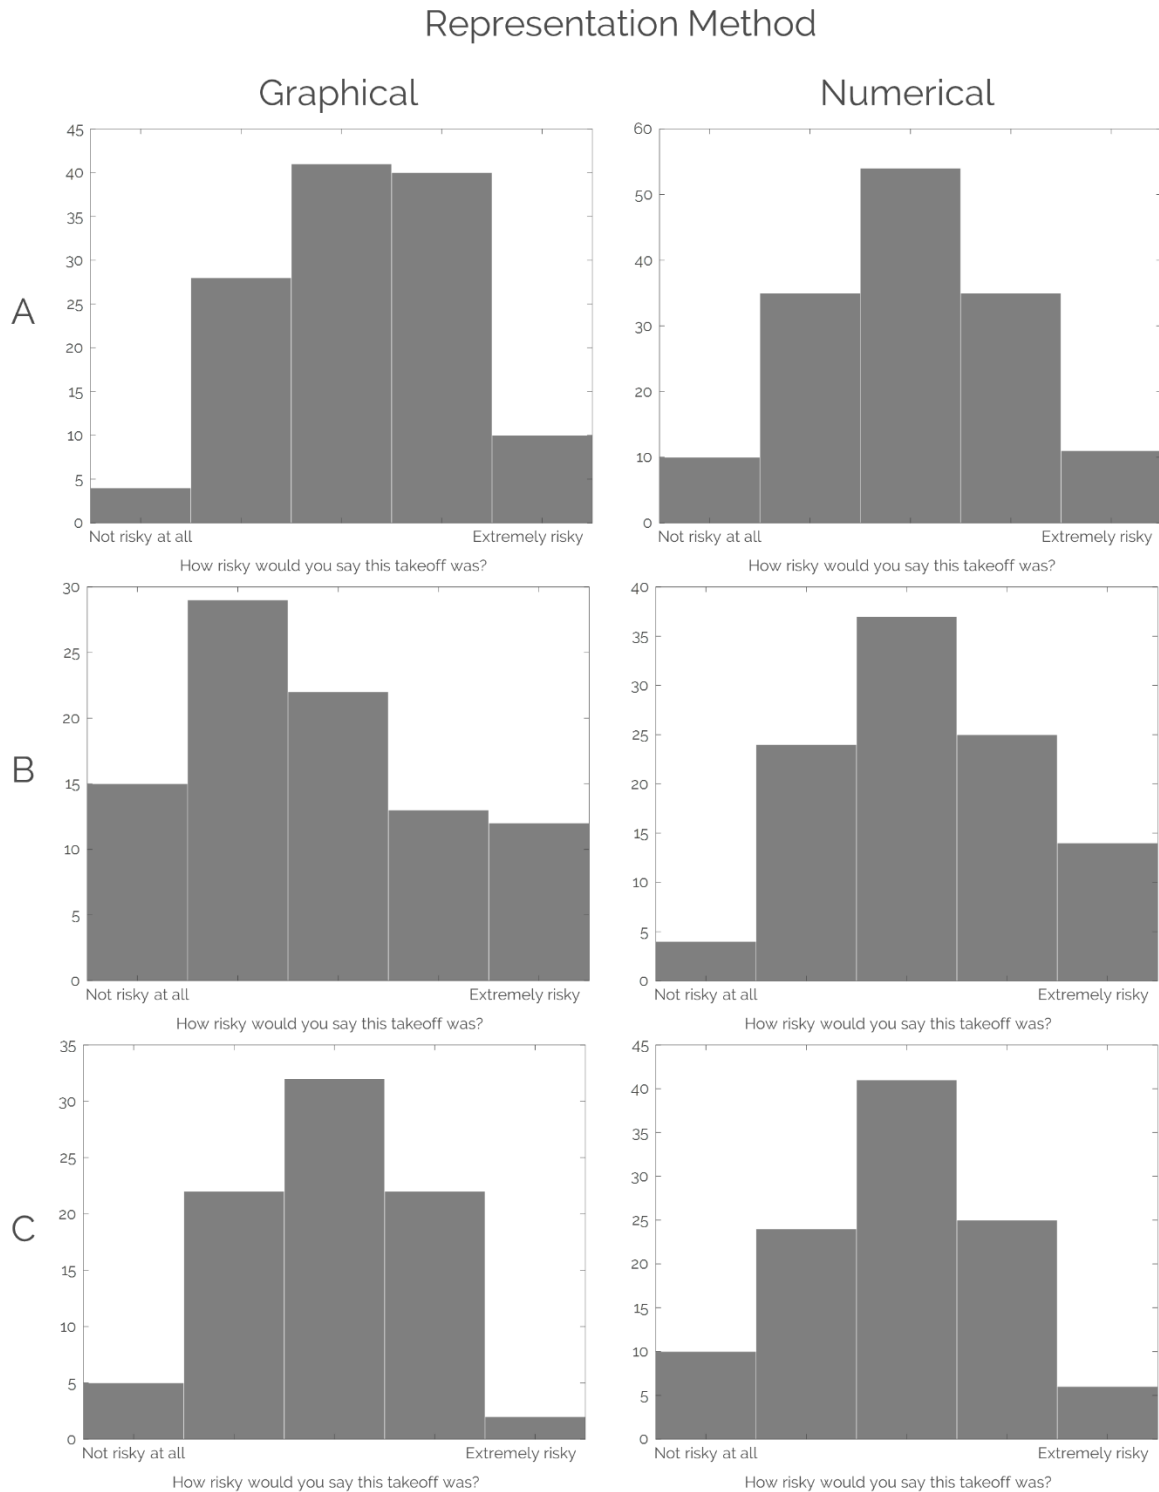 Representation Method
Graphical
Numerical
A
45
40
35
30
25
20
15
10
5
0
Not risky at all
Extremely risky
How risky would you say this takeoff was?
60
50
40
30
20
10
0
Not risky at all
Extremely risky
How risky would you say this takeoff was?
B
30
25
20
15
10
5
0
Not risky at all
Extremely risky
How risky would you say this takeoff was?
40
35
30
25
20
15
10
5
0
Not risky at all
Extremely risky
How risky would you say this takeoff was?
C
35
30
25
20
15
10
5
0
Not risky at all
Extremely risky
How risky would you say this takeoff was?
45
40
35
30
25
20
15
10
5
0
Not risky at all
Extremely risky
How risky would you say this takeoff was?